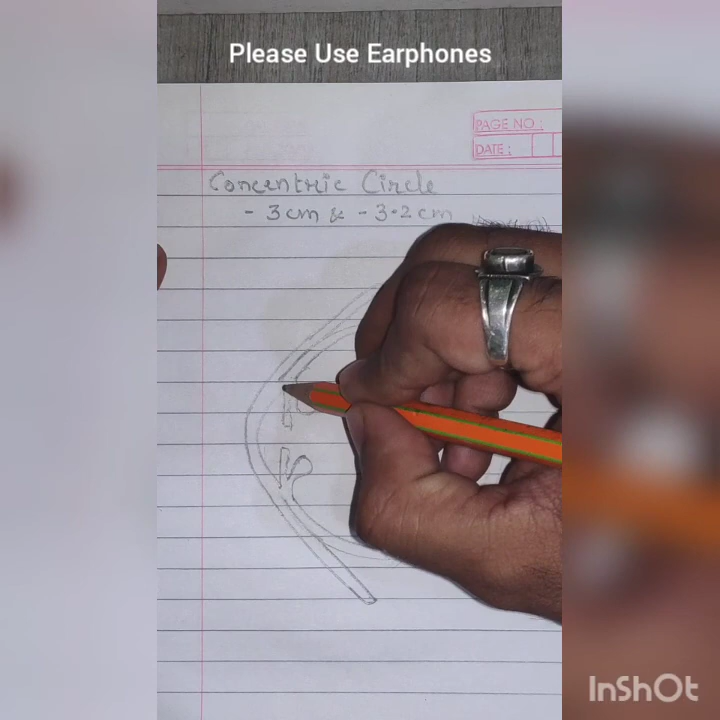 Please Use Earphones
PAGE NO.:
DATE:
Concentric Circle
- 3 cm & - 3.2 cm
InShOt